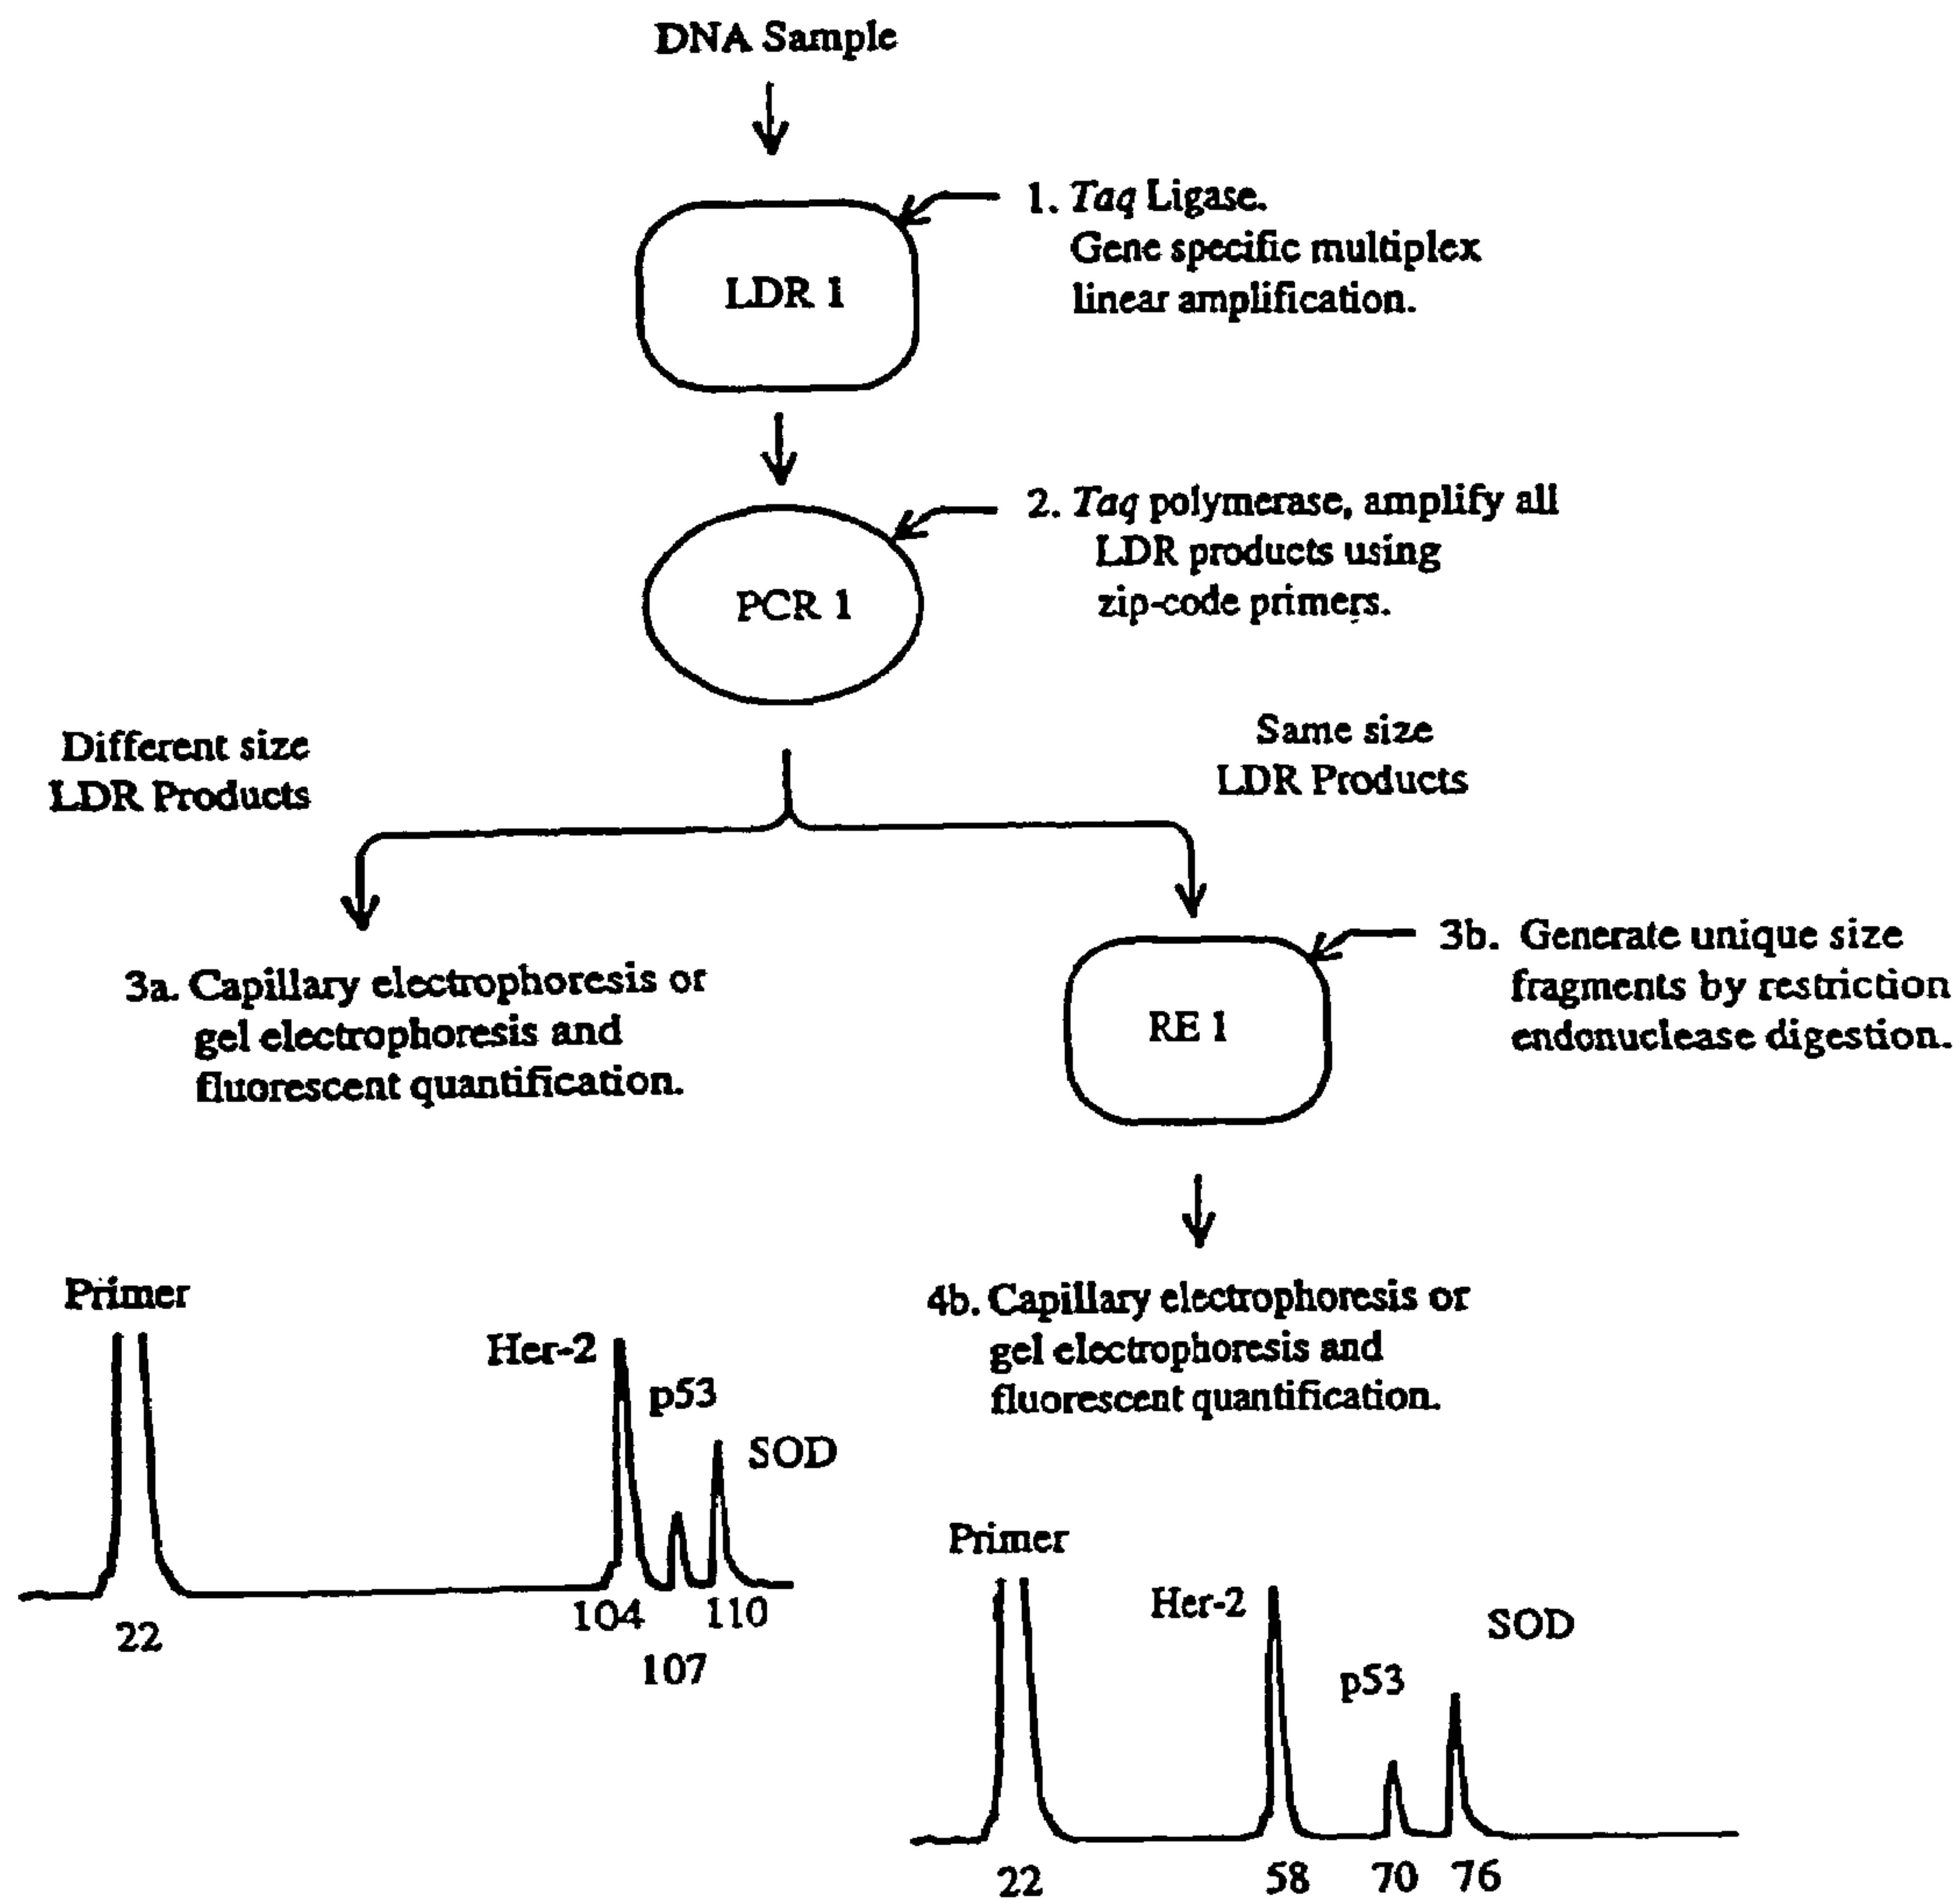 DNA Sample
LDR 1
1. Taq Ligase.
Gene specific multiplex
linear amplification.
PCR 1
2. Taq polymerase, amplify all
LDR products using
zip-code primers.
Different size
LDR Products
Same size
LDR Products
3a. Capillary electrophoresis or
gel electrophoresis and
fluorescent quantification.
RE 1
3b. Generate unique size
fragments by restriction
endonuclease digestion.
4b. Capillary electrophoresis or
gel electrophoresis and
fluorescent quantification.
Primer
Her-2
p53
SOD
22
104
107
110
Primer
Her-2
p53
SOD
22
58
70
76